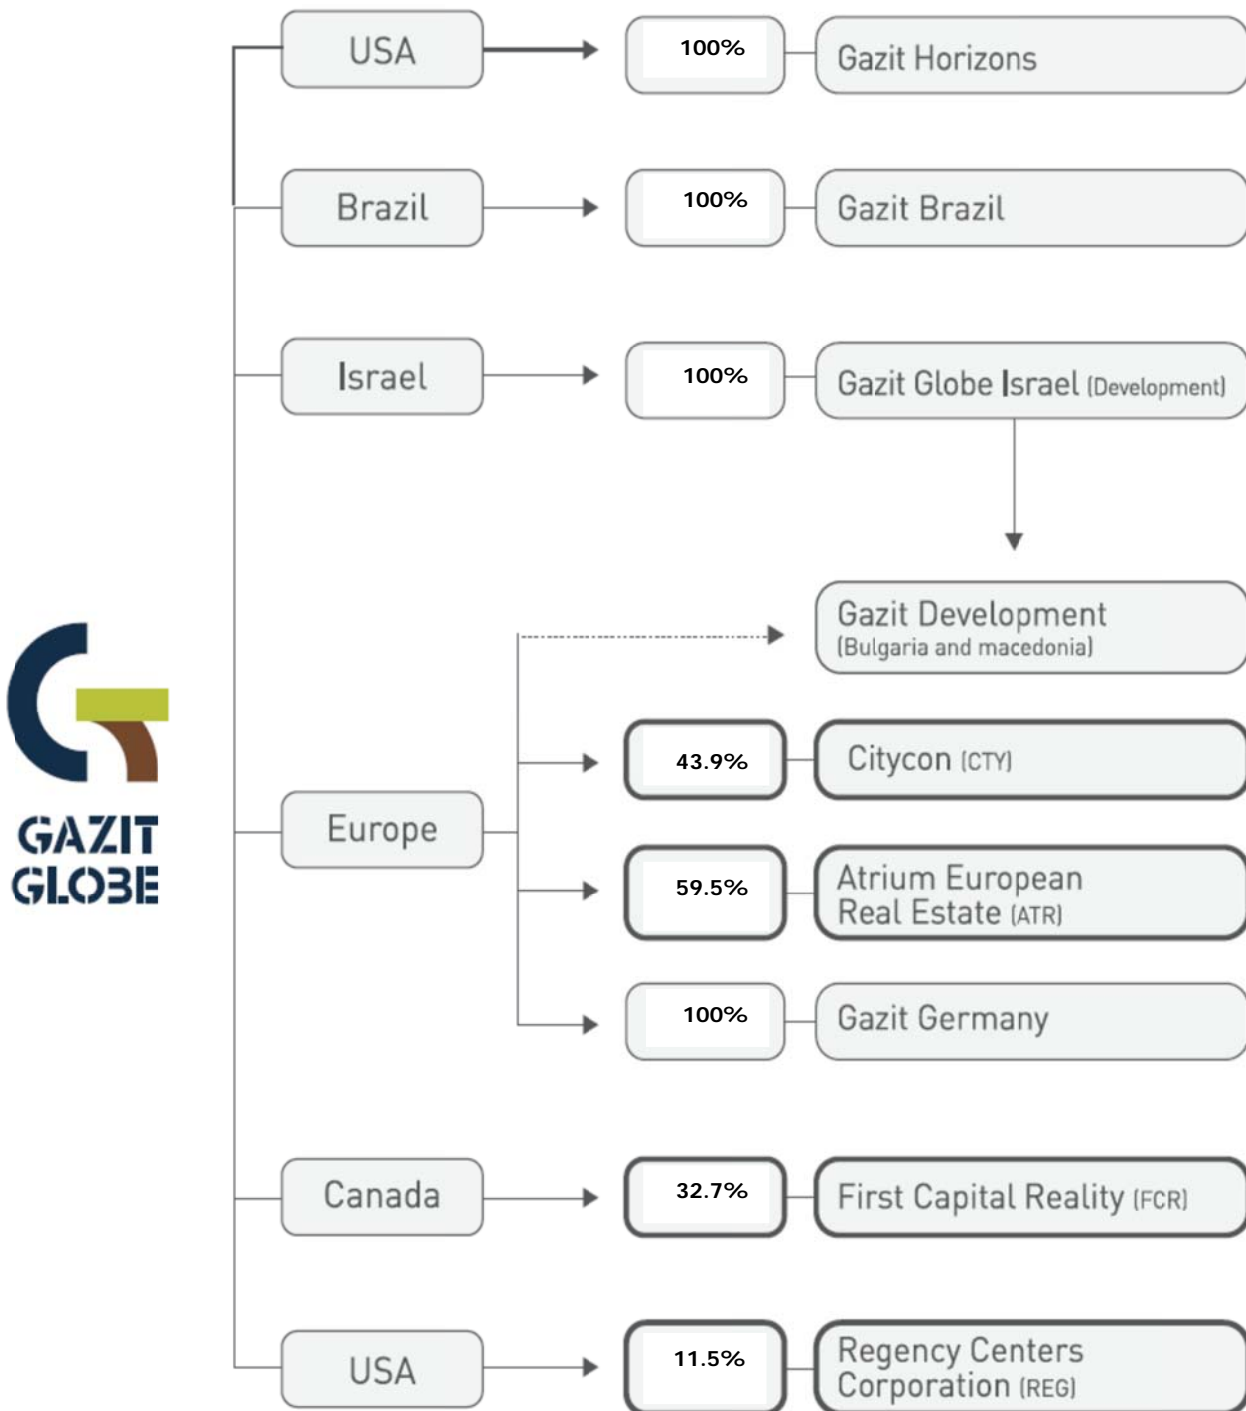 USA
100%
Gazit Horizons
Brazil
100%
Gazit Brazil
Israel
100%
Gazit Globe Israel (Development)
Gazit Development
(Bulgaria and macedonia)
43.9%
Citycon (CTY)
GAZIT
GLOBE
Europe
59.5%
Atrium European
Real Estate (ATR)
100%
Gazit Germany
Canada
32.7%
First Capital Reality (FCR)
USA
11.5%
Regency Centers
Corporation (REG)